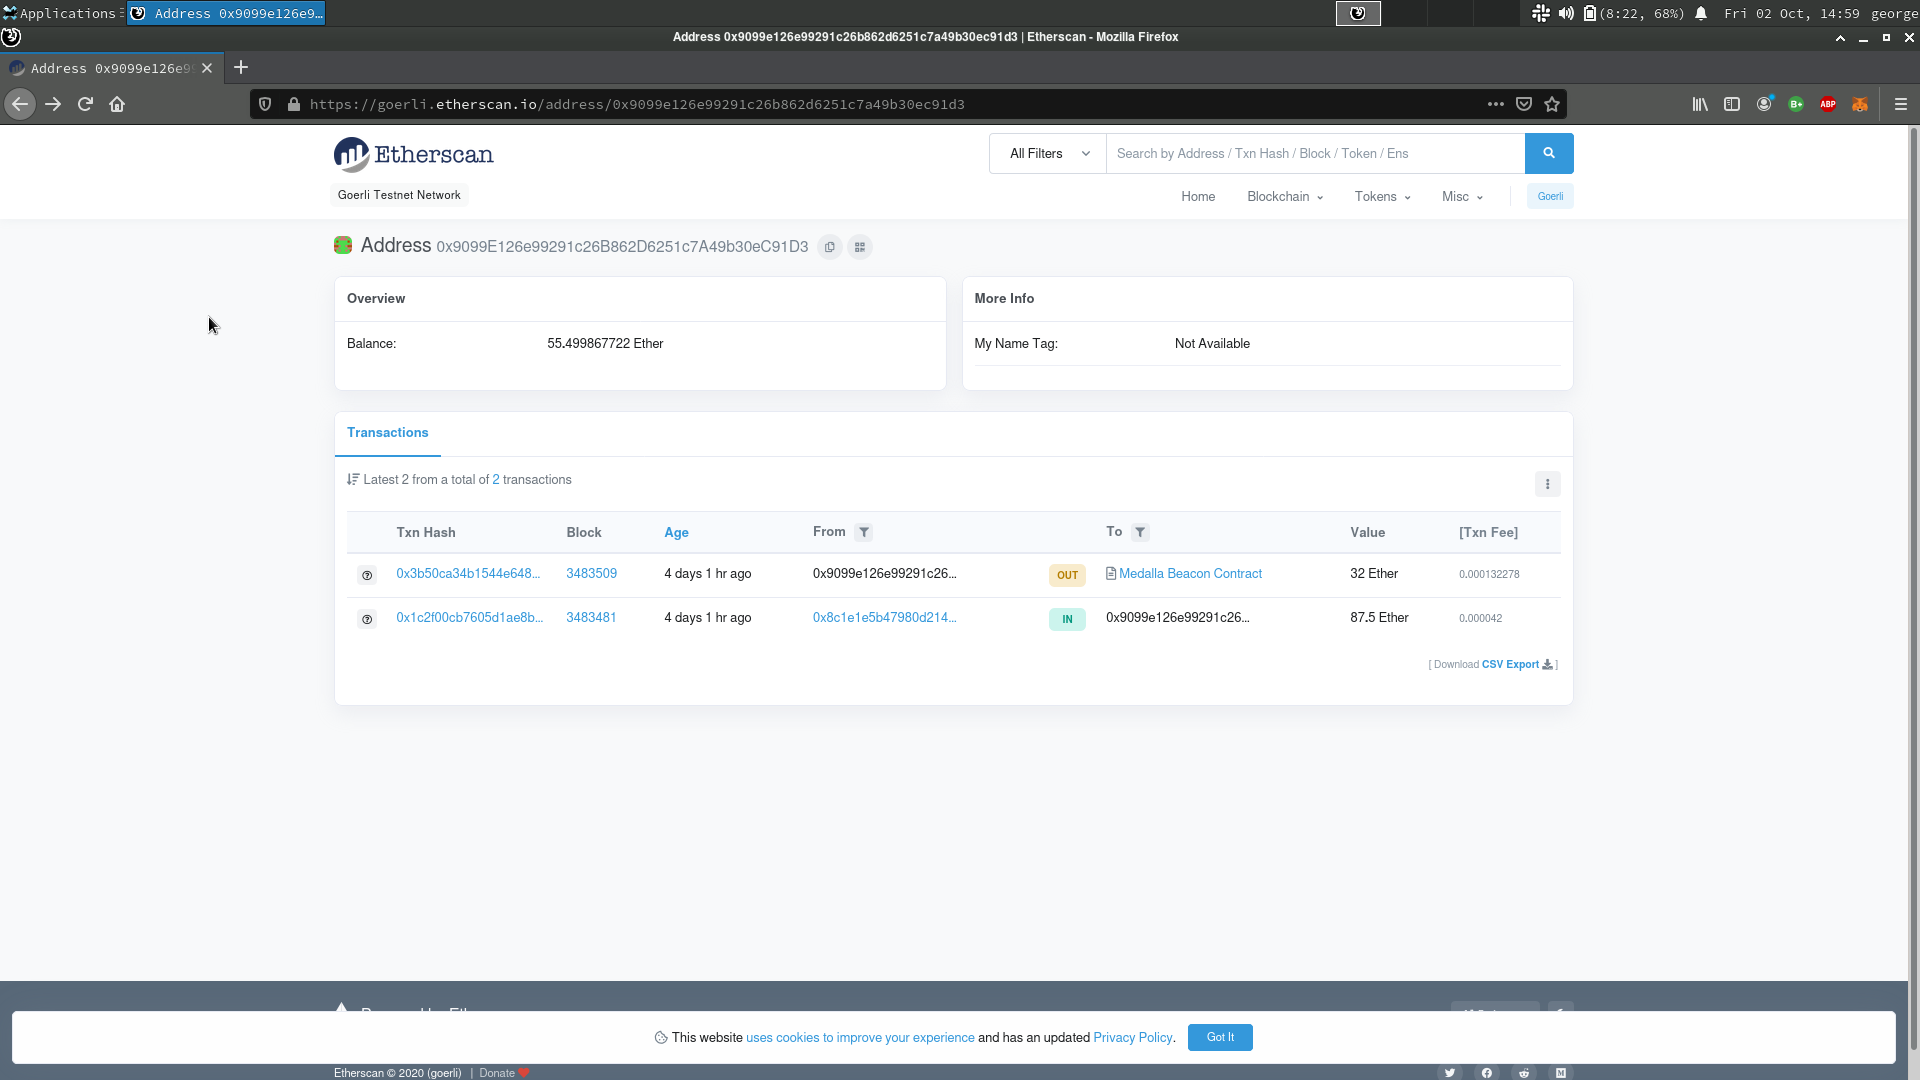 Applications
Address 0x9099e126e9...
(8:22, 68%)
Fri 02 Oct, 14:59
george
Address 0x9099e126e99291c26b862d6251c7a49b30ec91d3 | Etherscan - Mozilla Firefox
Address 0x9099e126e99
https://goerli.etherscan.io/address/0x9099e126e99291c26b862d6251c7a49b30ec91d3
B+
ABP
Etherscan
All Filters
Search by Address / Txn Hash / Block / Token / Ens
Goerli Testnet Network
Home
Blockchain
Tokens
Misc
Goerli
Address 0x9099E126e99291c26B862D6251c7A49b30eC91D3
Overview
More Info
Balance:
55.499867722 Ether
My Name Tag:
Not Available
Transactions
Latest 2 from a total of 2 transactions
Txn Hash
Block
Age
From
To
Value
[Txn Fee]
0x3b50ca34b1544e648...
3483509
4 days 1 hr ago
0x9099e126e99291c26...
OUT
Medalla Beacon Contract
32 Ether
0.000132278
0x1c2f00cb7605d1ae8b...
3483481
4 days 1 hr ago
0x8c1e1e5b47980d214...
IN
0x9099e126e99291c26...
87.5 Ether
0.000042
[ Download CSV Export ]
This website uses cookies to improve your experience and has an updated Privacy Policy.
Got It
Etherscan © 2020 (goerli) | Donate